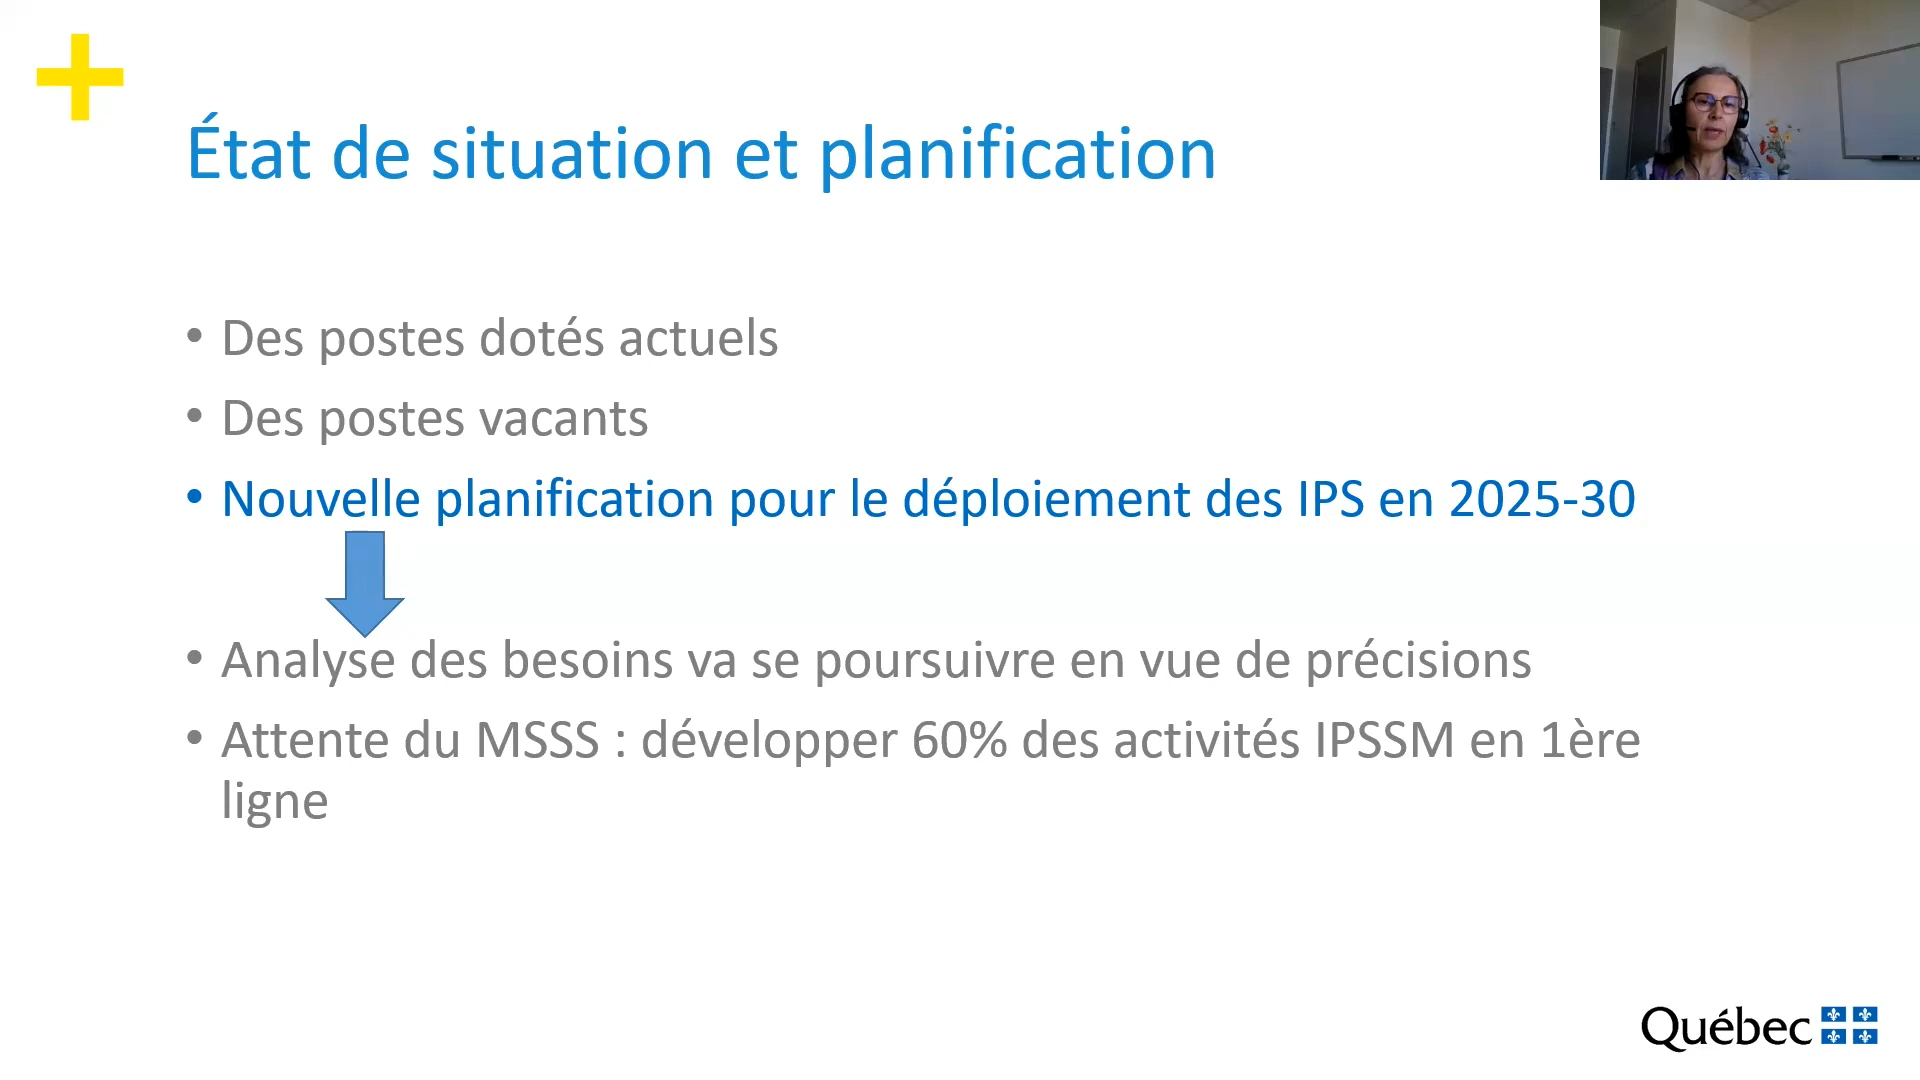 État de situation et planification
• Des postes dotés actuels
• Des postes vacants
• Nouvelle planification pour le déploiement des IPS en 2025-30
• Analyse des besoins va se poursuivre en vue de précisions
• Attente du MSSS : développer 60% des activités IPSSM en 1ère
ligne
Québec